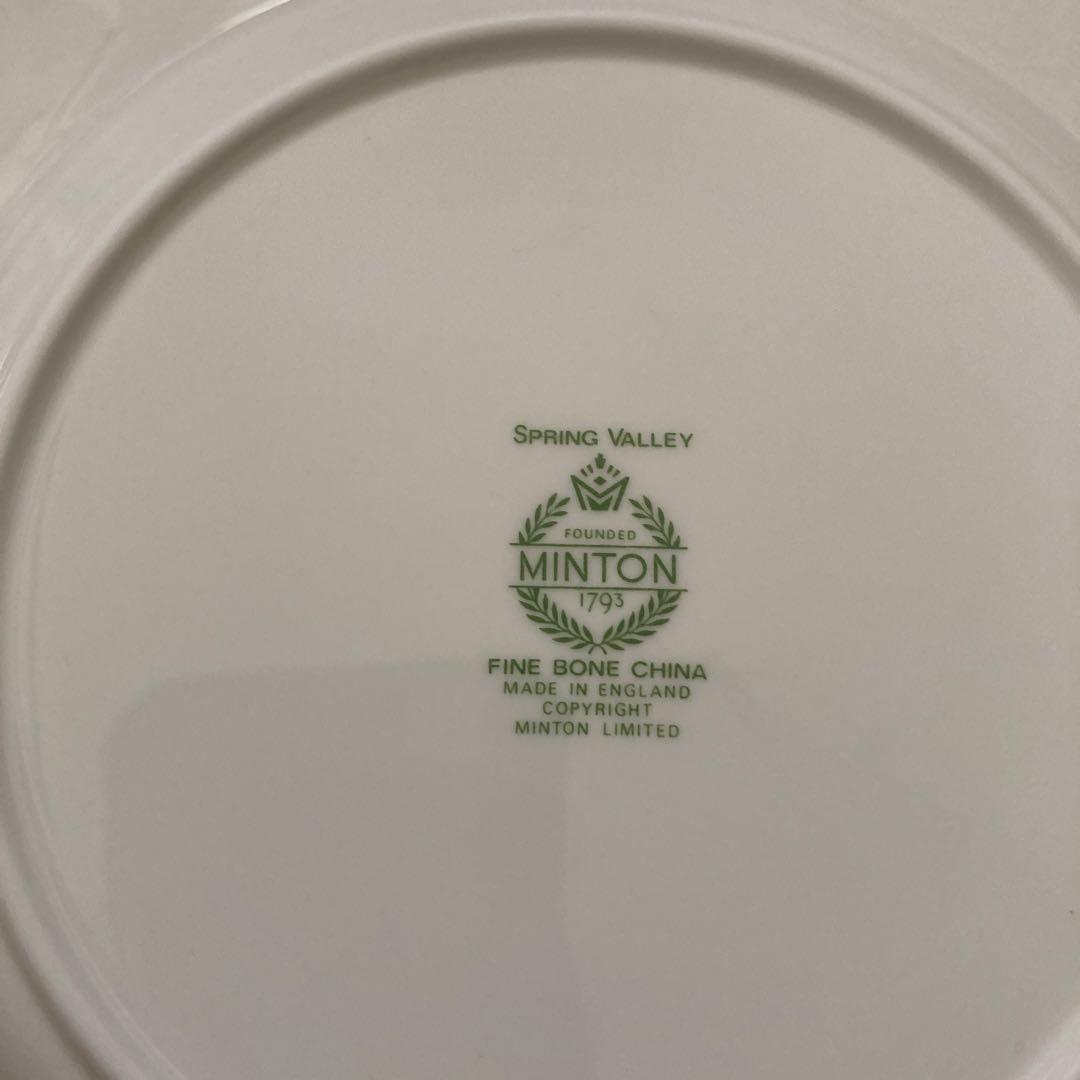 SPRING VALLEY
FOUNDED
MINTON
1793
FINE BONE CHINA
MADE IN ENGLAND
COPYRIGHT
MINTON LIMITED